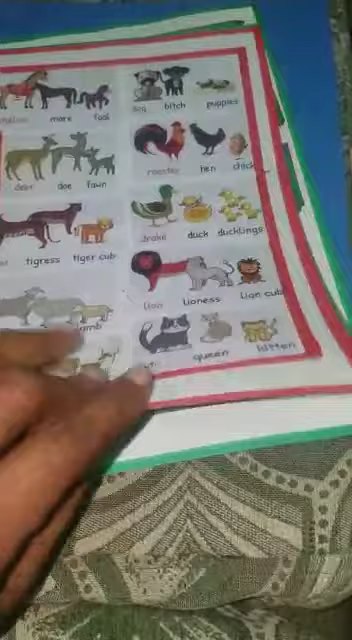 mare foal dog bitch puppies
deer doe fawn rooster hen chick
tigress tiger cub drake duck ducklings
lion lioness lion cub
queen kitten